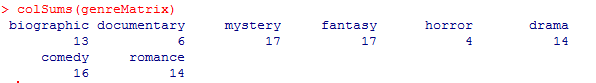 > colSums(genreMatrix)
biographic documentary mystery fantasy horror drama
13 6 17 17 4 14
comedy romance
16 14